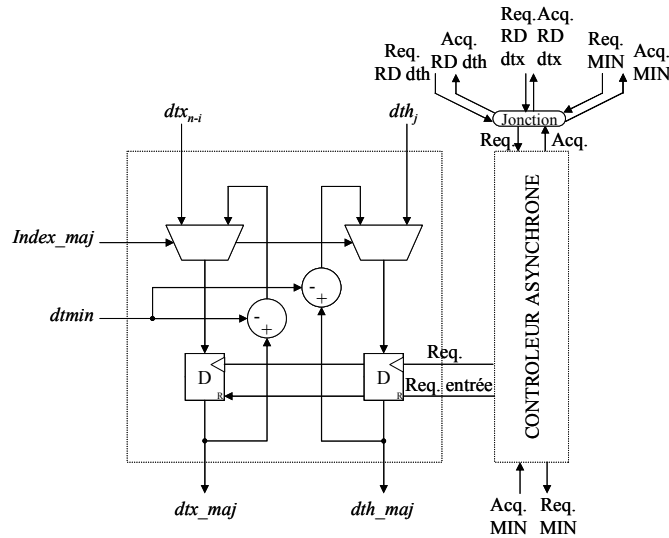 Req.
RD dth
Acq.
RD dth
Req.
RD
dtx
Acq.
RD
dtx
Req.
MIN
Acq.
MIN
Jonction
Req.
Acq.
dtx_{n-i}
dth_j
Index_maj
dtmin
-
+
-
+
D
R
D
R
Req.
Req. entrée
CONTROLEUR ASYNCHRONE
dtx_maj
dth_maj
Acq.
MIN
Req.
MIN